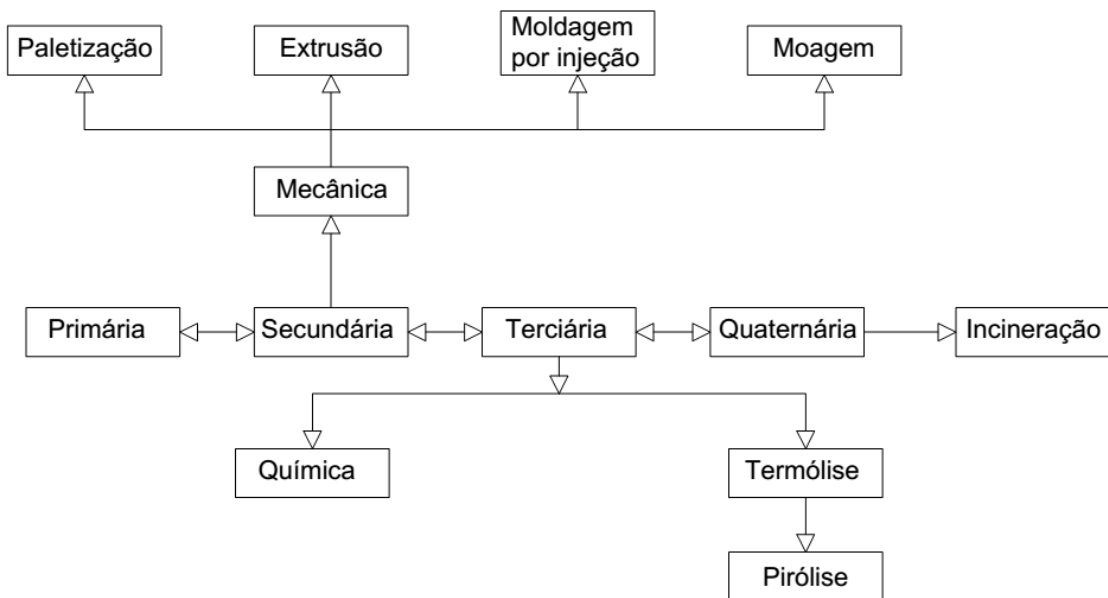 Paletização
Extrusão
Moldagem
por injeção
Moagem
Mecânica
Primária
Secundária
Terciária
Quaternária
Incineração
Química
Termólise
Pirólise